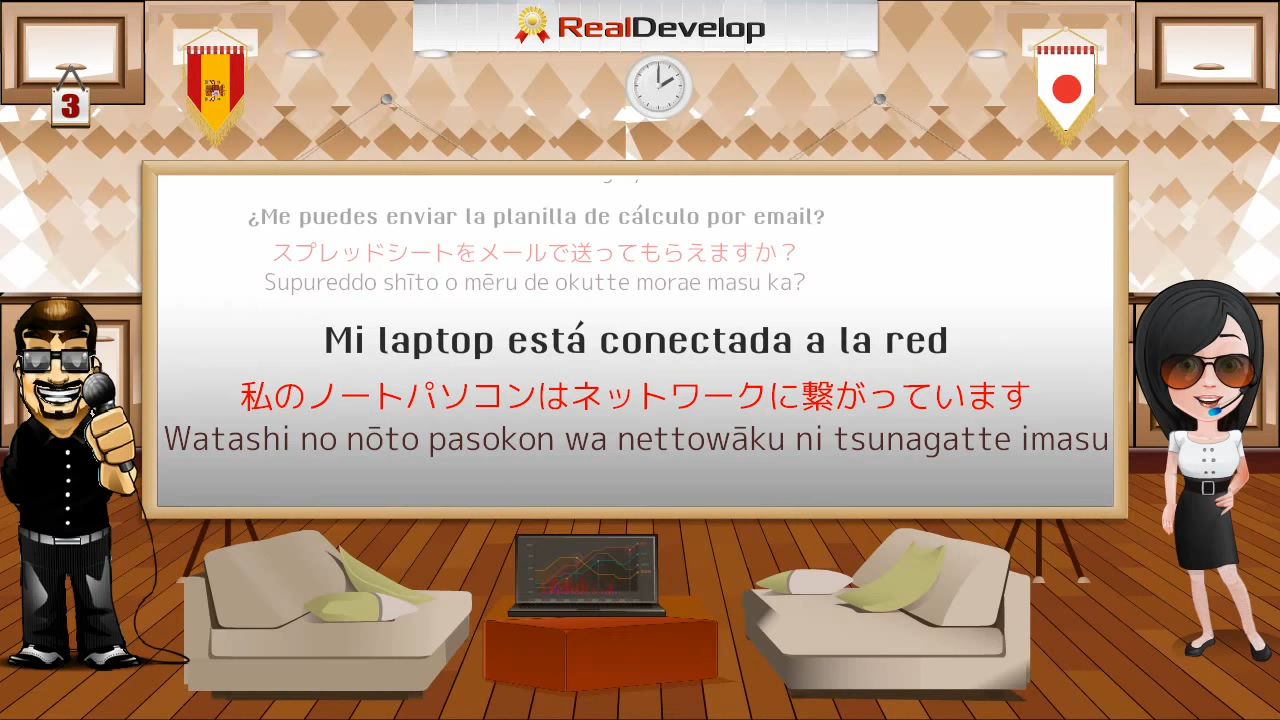 RealDevelop
3
¿Me puedes enviar la planilla de cálculo por email?
スプレッドシートをメールで送ってもらえますか？
Supureddo shīto o mēru de okutte morae masu ka?
Mi laptop está conectada a la red
私のノートパソコンはネットワークに繋がっています
Watashi no nōto pasokon wa nettowāku ni tsunagatte imasu